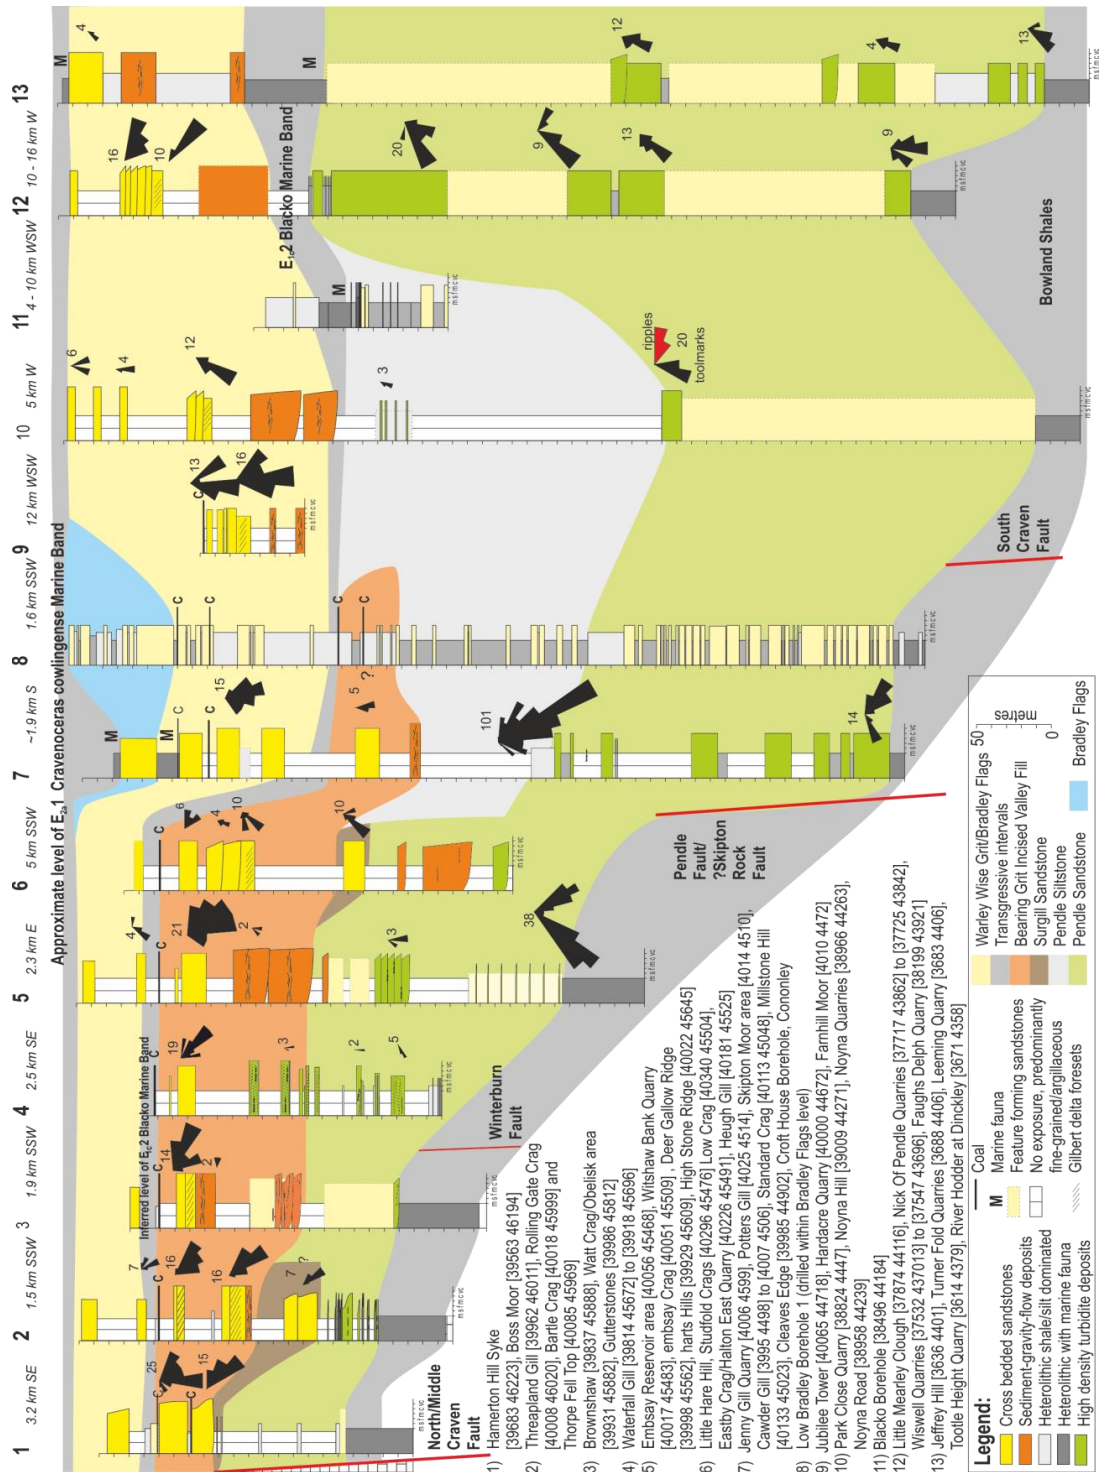 1
2
3
4
5
6
7
8
9
10
11
12
13
3.2 km SE
1.5 km SSW
1.9 km SSW
2.9 km SE
2.3 km E
5 km SSW
~1.9 km S
1.6 km SSW
12 km WSW
5 km W
4 - 10 km WSW
10 - 16 km W
Approximate level of E2a1 Cravenoceras cowlingense Marine Band
Inferred level of E1c2 Blacko Marine Band
E1c2 Blacko Marine Band
North/Middle
Craven
Fault
Winterburn
Fault
Pendle
Fault/
?Skipton
Rock
Fault
South
Craven
Fault
Bowland Shales
ripples
20
toolmarks
1) Hamerton Hill Syke
[39683 46223], Boss Moor [39563 46194]
2) Threapland Gill [39962 46011], Rolling Gate Crag
[40008 46020], Bartle Crag [40018 45999] and
Thorpe Fell Top [40085 45969]
3) Brownshaw [39837 45888], Watt Crag/Obelisk area
[39931 45882], Gutterstones [39986 45812]
4) Waterfall Gill [39814 45672] to [39918 45696]
5) Embsay Reservoir area [40056 45468], Wiltshaw Bank Quarry
[40017 45483], embsay Crag [40051 45509], Deer Gallow Ridge
[39998 45562], harts Hills [39929 45609], High Stone Ridge [40022 45645]
6) Little Hare Hill, Studfold Crags [40296 45476] Low Crag [40340 45504],
Eastby Crag/Halton East Quarry [40226 45491], Heugh Gill [40181 45525]
7) Jenny Gill Quarry [4006 4599], Potters Gill [4025 4514], Skipton Moor area [4014 4510],
Cawder Gill [3995 4498] to [4007 4506], Standard Crag [40113 45048], Millstone Hill
[40133 45023], Cleaves Edge [39985 44902], Croft House Borehole, Cononley
8) Low Bradley Borehole 1 (drilled within Bradley Flags level)
9) Jubilee Tower [40065 44718], Hardacre Quarry [40000 44672], Farnhill Moor [4010 4472]
10) Park Close Quarry [38824 4447], Noyna Hill [39009 44271], Noyna Quarries [38966 44263],
Noyna Road [38958 44239]
11) Blacko Borehole [38496 44184]
12) Little Mearley Clough [37874 44116], Nick Of Pendle Quarries [37717 43862] to [37725 43842],
Wiswell Quarries [37532 437013] to [37547 43696], Faughs Delph Quarry [38199 43921]
13) Jeffrey Hill [3636 4401], Turner Fold Quarries [3688 4406], Leeming Quarry [3683 4406],
Tootle Height Quarry [3614 4379], River Hodder at Dinckley [3671 4358]
Legend:
Cross bedded sandstones
Sediment-gravity-flow deposits
Heterolithic shale/silt dominated
Heterolithic with marine fauna
High density turbidite deposits
Coal
M Marine fauna
Feature forming sandstones
No exposure, predominantly
fine-grained/argillaceous
Gilbert delta foresets
Warley Wise Grit/Bradley Flags
Transgressive intervals
Bearing Grit Incised Valley Fill
Surgill Sandstone
Pendle Siltstone
Pendle Sandstone
Bradley Flags
50
metres
0